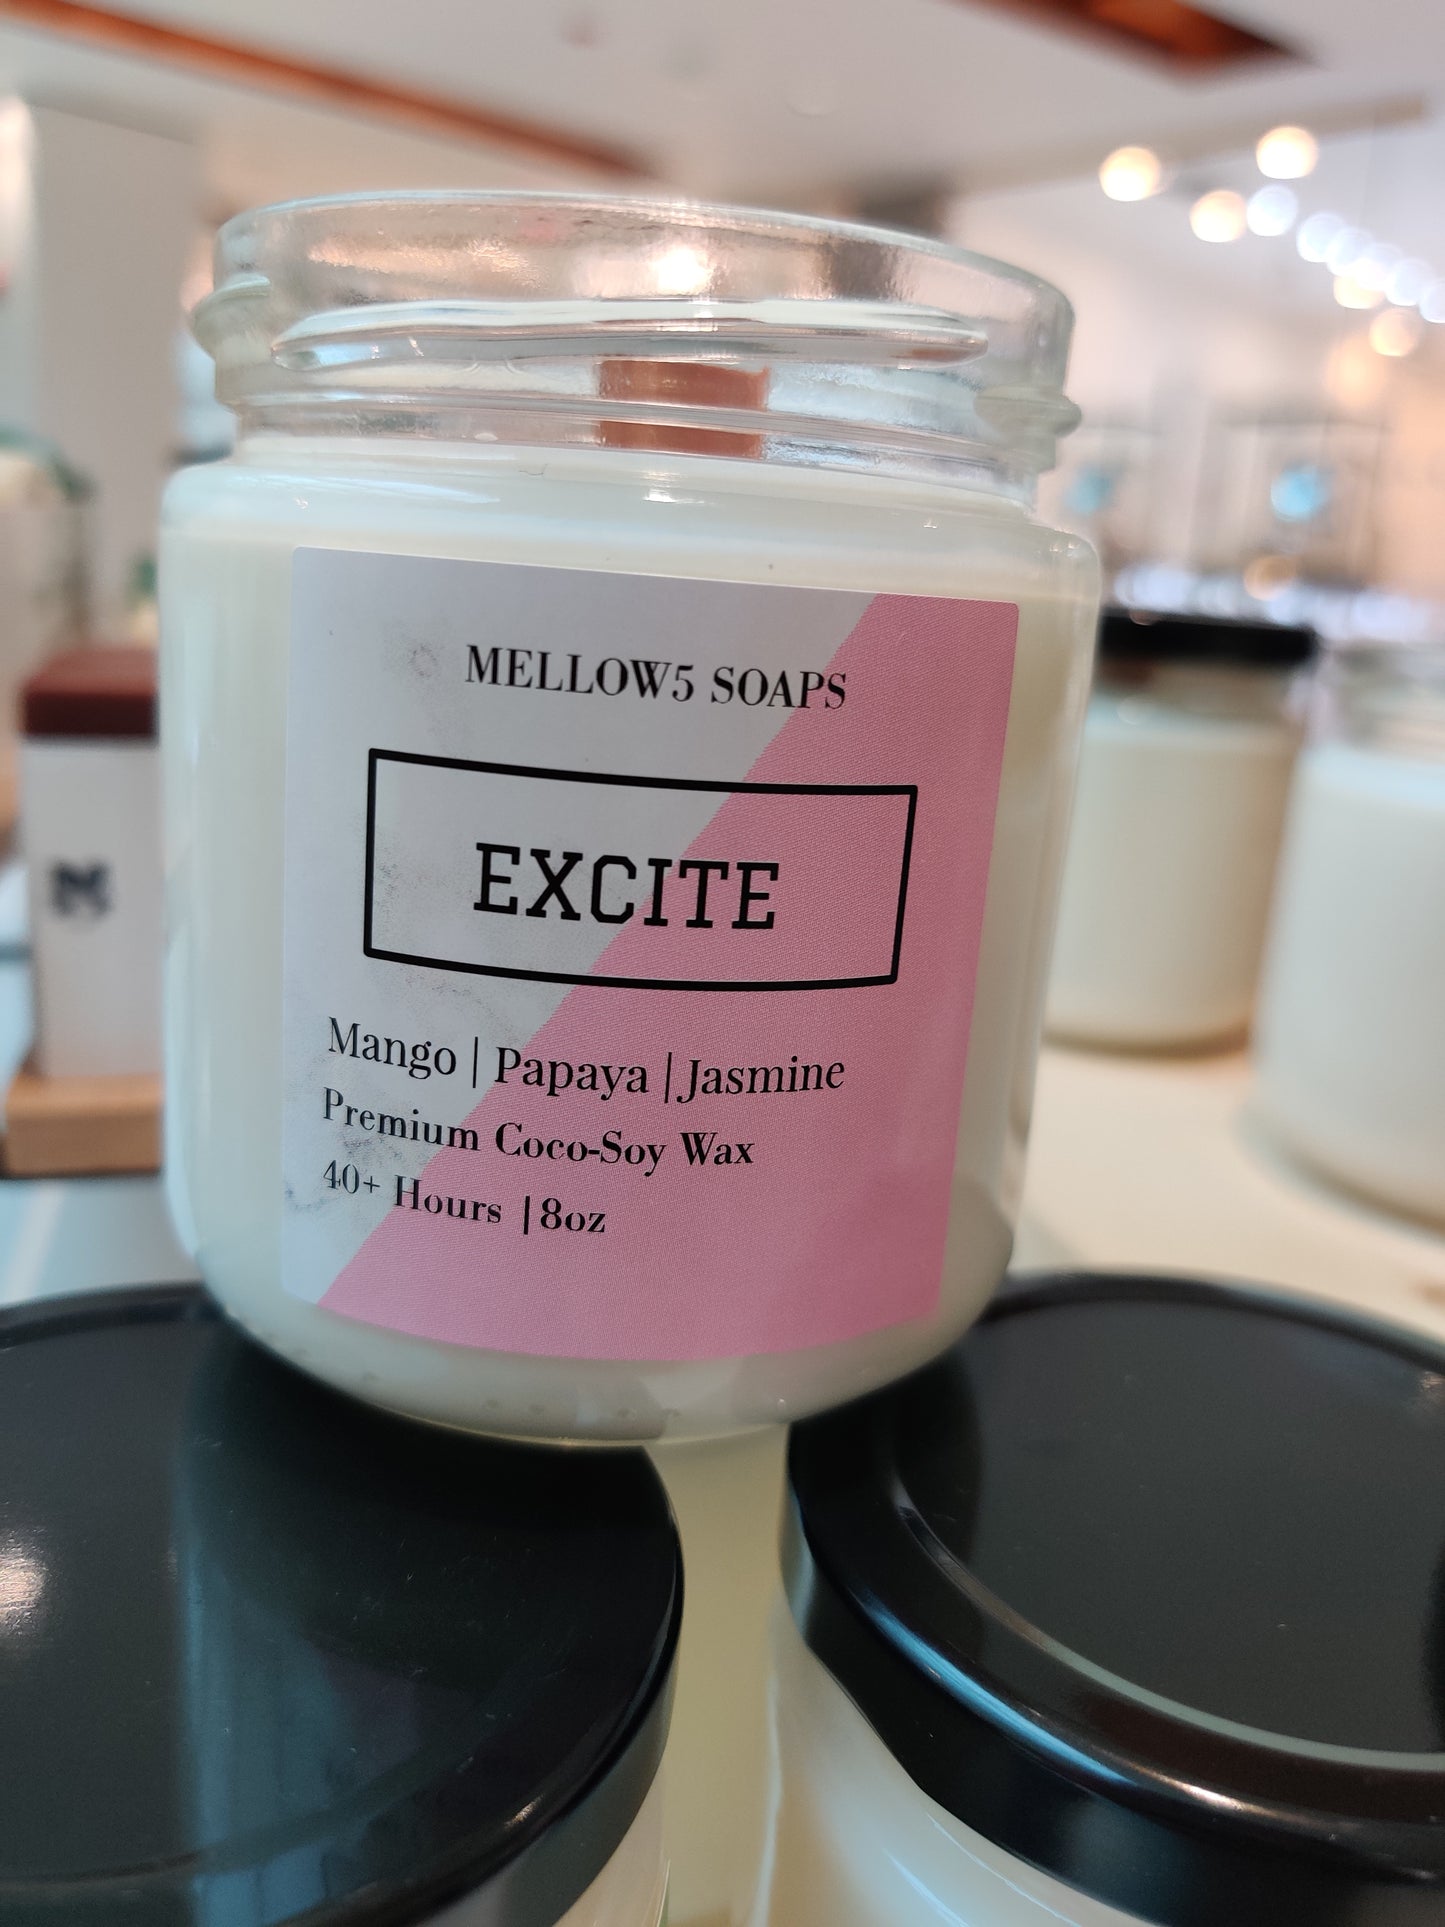 MELLOW5 SOAPS
EXCITE
Mango | Papaya | Jasmine
Premium Coco-Soy Wax
40+ Hours | 8oz